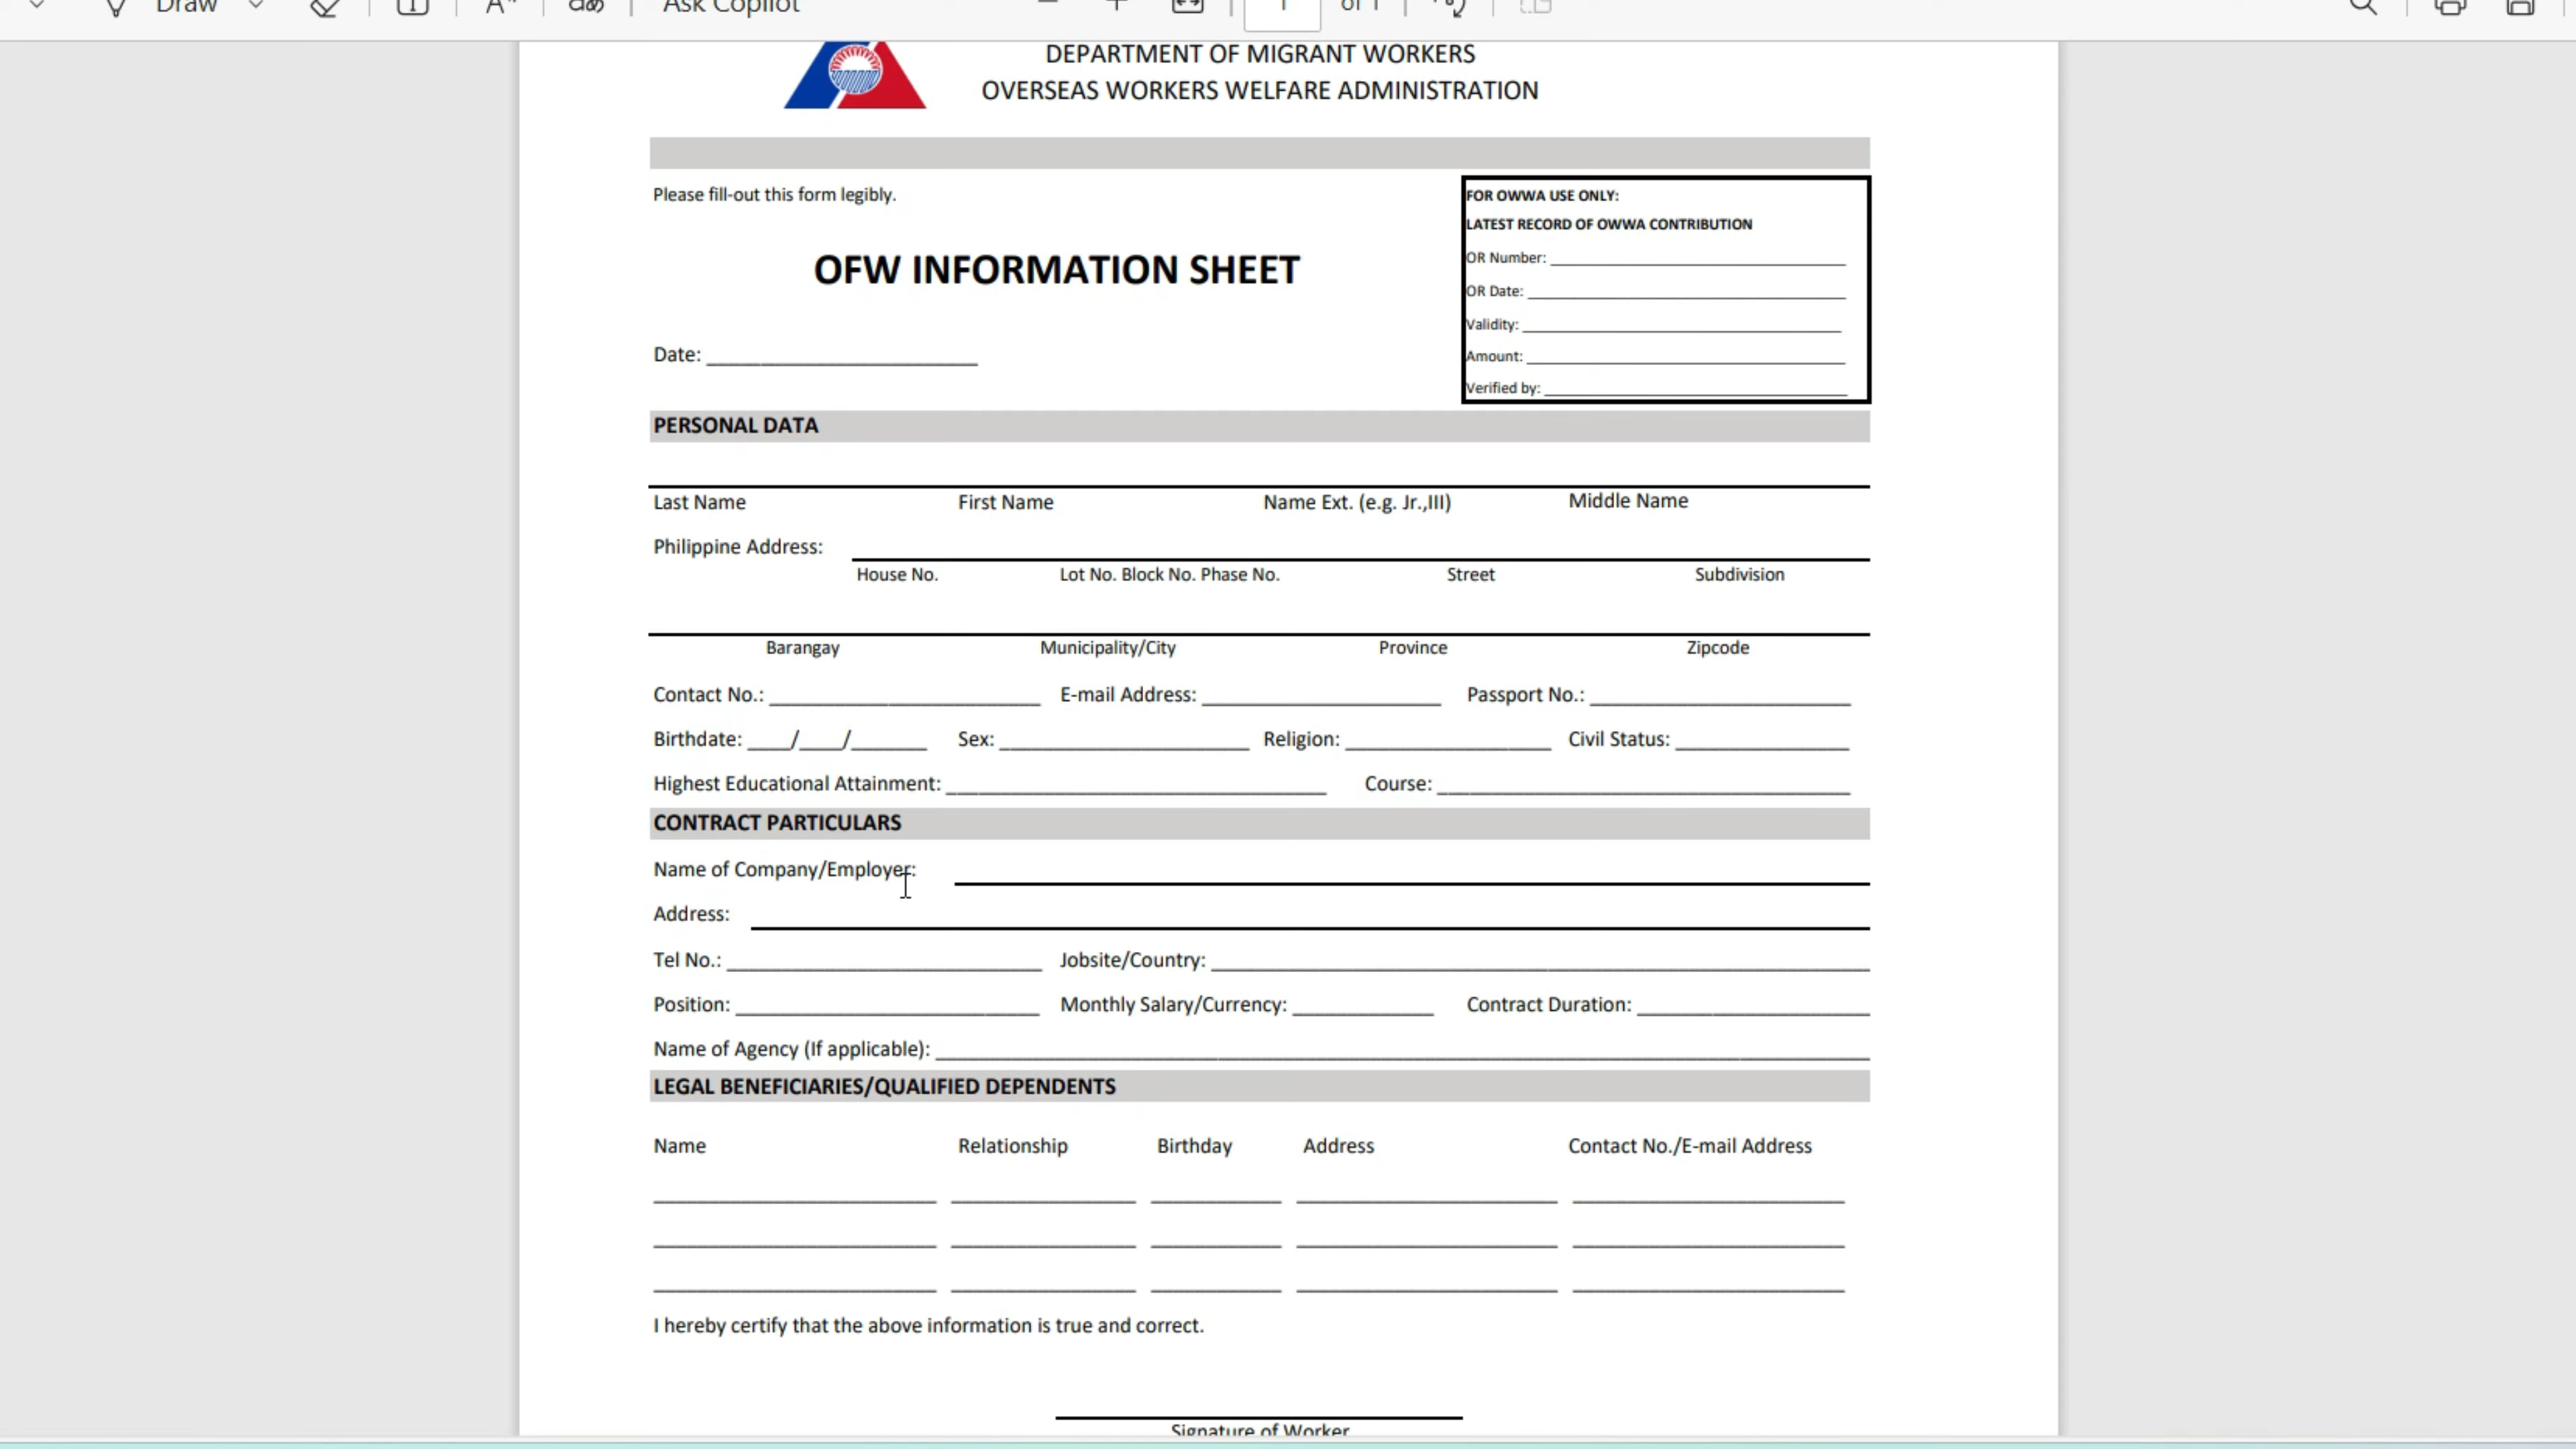 Draw
Ask Copilot
1 of 1
DEPARTMENT OF MIGRANT WORKERS
OVERSEAS WORKERS WELFARE ADMINISTRATION
Please fill-out this form legibly.
FOR OWWA USE ONLY:
LATEST RECORD OF OWWA CONTRIBUTION
OR Number:
OR Date:
Validity:
Amount:
Verified by:
OFW INFORMATION SHEET
Date:
PERSONAL DATA
Last Name First Name Name Ext. (e.g. Jr.,III) Middle Name
Philippine Address:
House No. Lot No. Block No. Phase No. Street Subdivision
Barangay Municipality/City Province Zipcode
Contact No.: E-mail Address: Passport No.:
Birthdate: / / Sex: Religion: Civil Status:
Highest Educational Attainment: Course:
CONTRACT PARTICULARS
Name of Company/Employer:
Address:
Tel No.: Jobsite/Country:
Position: Monthly Salary/Currency: Contract Duration:
Name of Agency (If applicable):
LEGAL BENEFICIARIES/QUALIFIED DEPENDENTS
Name Relationship Birthday Address Contact No./E-mail Address
I hereby certify that the above information is true and correct.
Signature of Worker